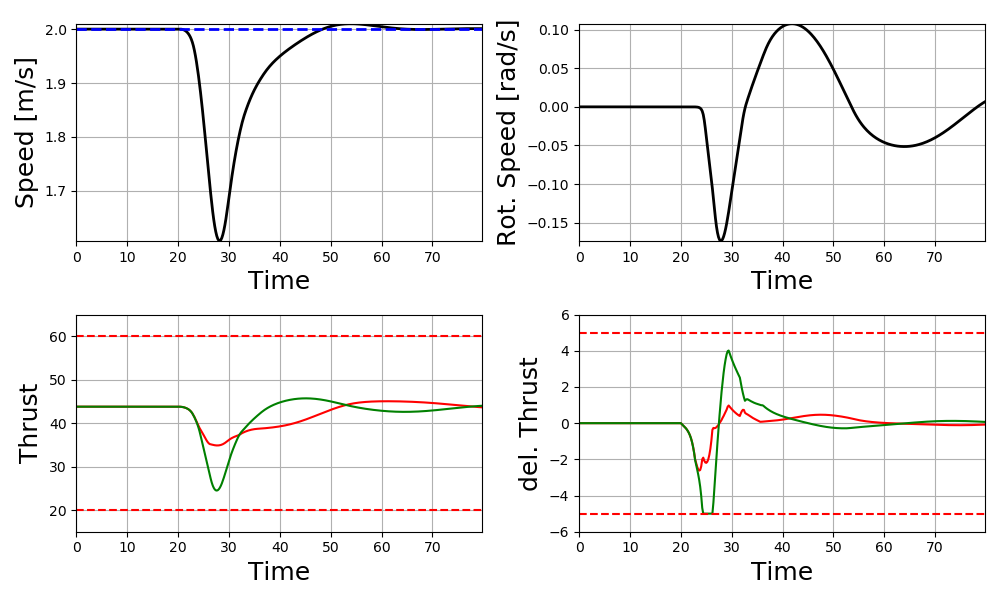 Speed [m/s]
2.0
1.9
1.8
1.7
0 10 20 30 40 50 60 70
Time
Rot. Speed [rad/s]
0.10
0.05
0.00
−0.05
−0.10
−0.15
0 10 20 30 40 50 60 70
Time
Thrust
60
50
40
30
20
0 10 20 30 40 50 60 70
Time
del. Thrust
6
4
2
0
−2
−4
−6
0 10 20 30 40 50 60 70
Time